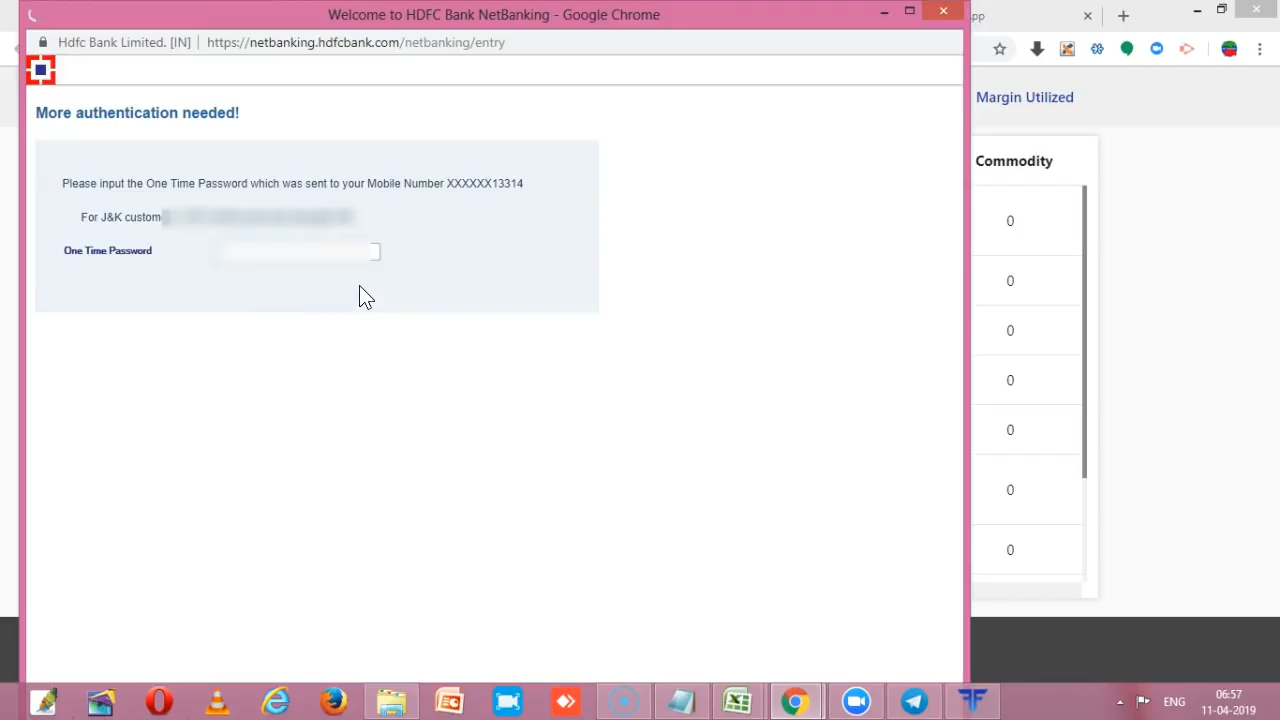 Welcome to HDFC Bank NetBanking - Google Chrome
pp
Hdfc Bank Limited. [IN] https://netbanking.hdfcbank.com/netbanking/entry
Margin Utilized
More authentication needed!
Commodity
Please input the One Time Password which was sent to your Mobile Number XXXXXX13314
For J&K custom
0
One Time Password
0
0
0
0
0
0
ENG
06:57
11-04-2019